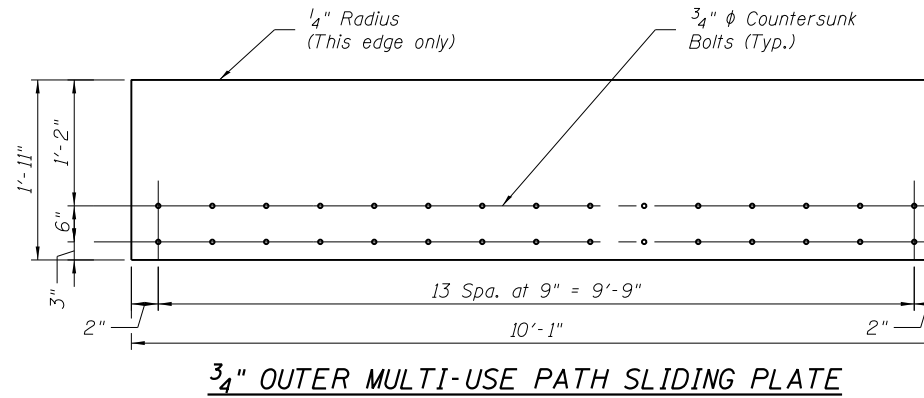 1/4" Radius
(This edge only)
3/4" ϕ Countersunk
Bolts (Typ.)
1'-11"
1'-2"
6"
3"
13 Spa. at 9" = 9'-9"
2"
2"
10'-1"
3/4" OUTER MULTI-USE PATH SLIDING PLATE